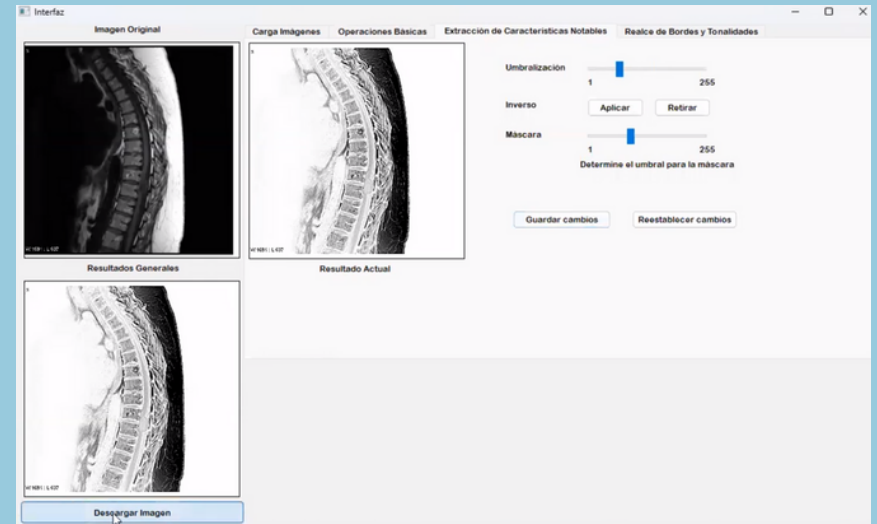 Interfaz
Imagen Original
Carga Imágenes
Operaciones Básicas
Extracción de Características Notables
Realce de Bordes y Tonalidades
Umbralización
1
255
Inverso
Aplicar
Retirar
Máscara
1
255
Determine el umbral para la máscara
Guardar cambios
Reestablecer cambios
Resultado Actual
Resultados Generales
Descargar Imagen